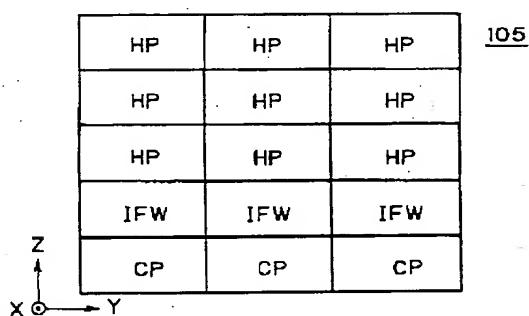 HP HP HP 105
HP HP HP
HP HP HP
IFW IFW IFW
CP CP CP
Z
X Y